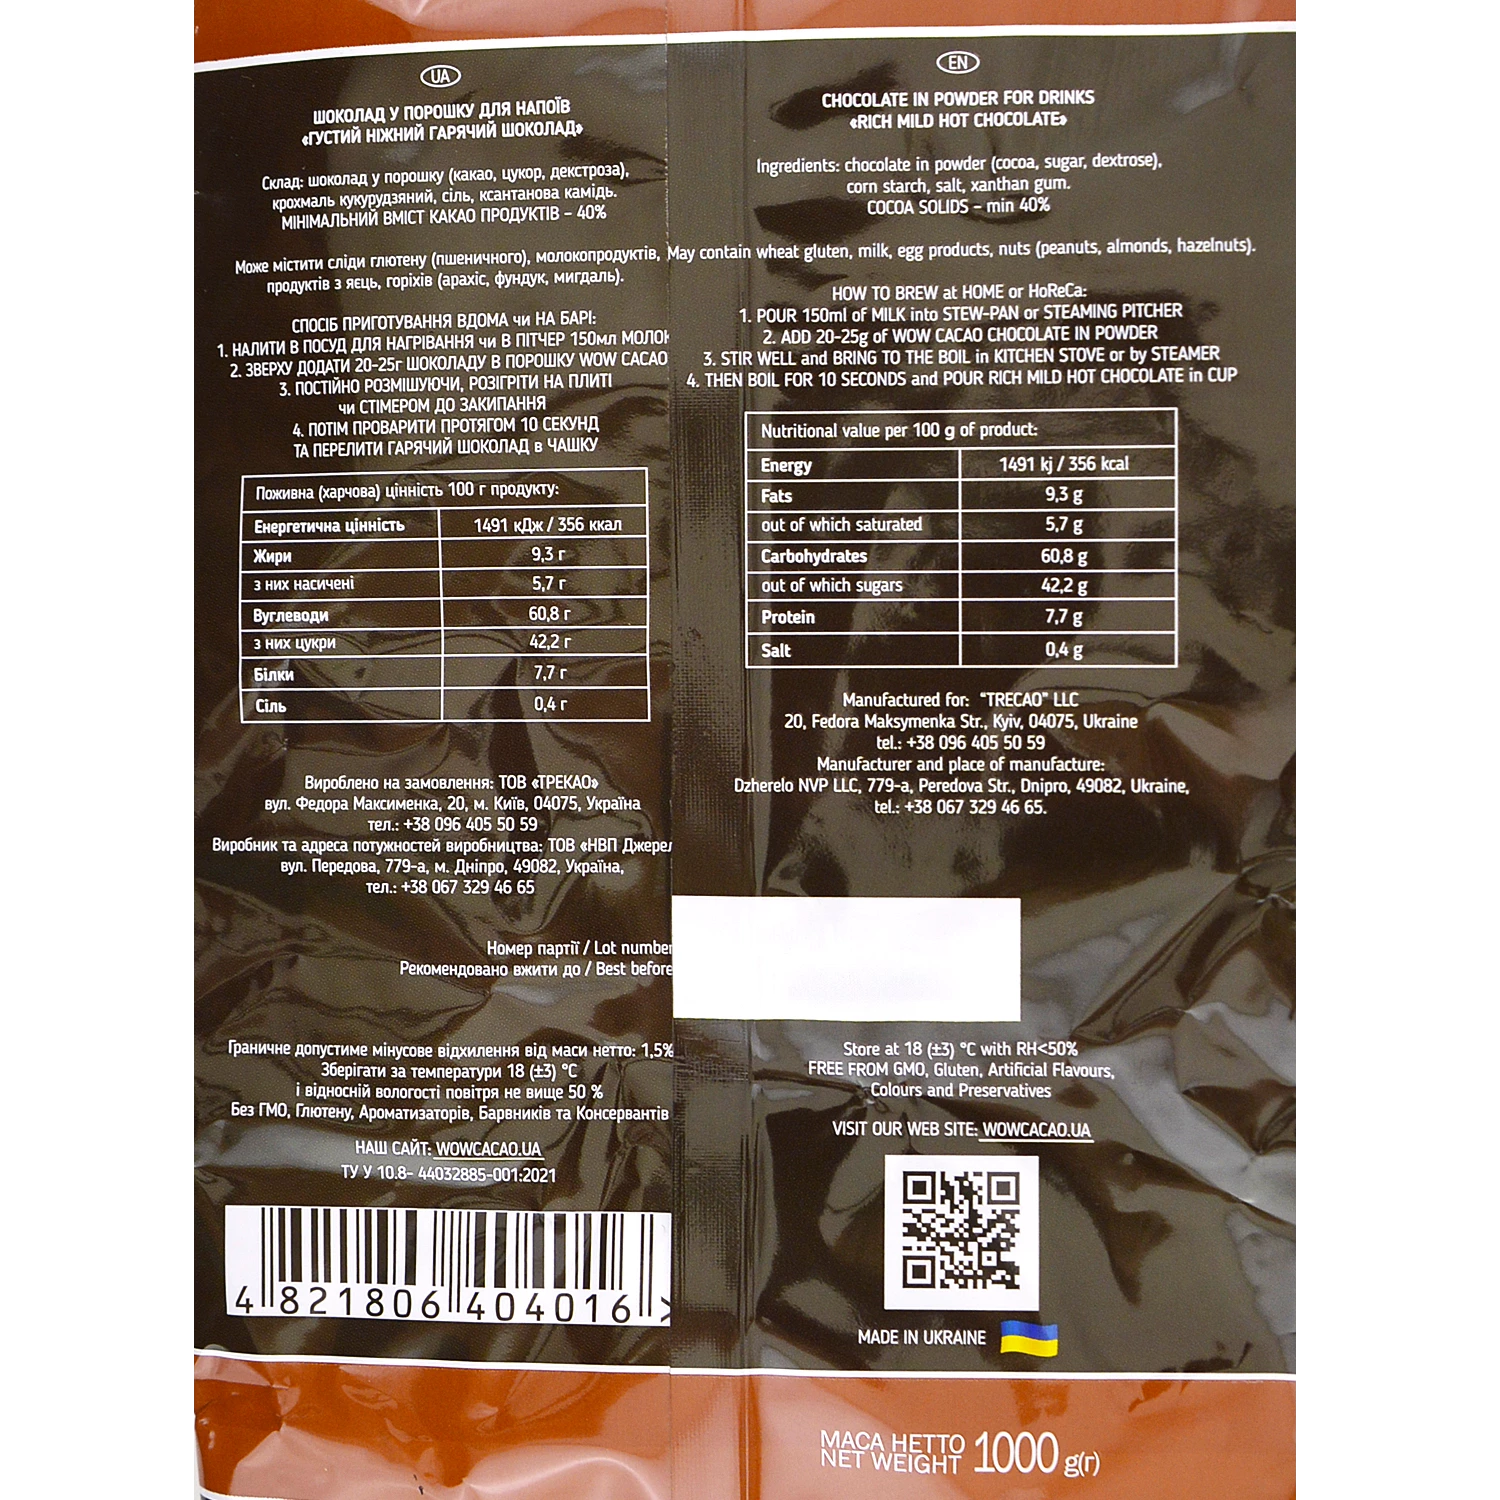 UA
ШОКОЛАД У ПОРОШКУ ДЛЯ НАПОЇВ
«ГУСТИЙ НІЖНИЙ ГАРЯЧИЙ ШОКОЛАД»
Склад: шоколад у порошку (какао, цукор, декстроза),
крохмаль кукурудзяний, сіль, ксантанова камідь.
МІНІМАЛЬНИЙ ВМІСТ КАКАО ПРОДУКТІВ – 40%
Може містити сліди глютену (пшеничного), молокопродуктів,
продуктів з яєць, горіхів (арахіс, фундук, мигдаль).
СПОСІБ ПРИГОТУВАННЯ ВДОМА чи НА БАРІ:
1. НАЛИТИ В ПОСУД ДЛЯ НАГРІВАННЯ чи В ПІТЧЕР 150мл МОЛОК
2. ЗВЕРХУ ДОДАТИ 20-25г ШОКОЛАДУ В ПОРОШКУ WOW CACAO
3. ПОСТІЙНО РОЗМІШУЮЧИ, РОЗІГРІТИ НА ПЛИТІ
чи СТІМЕРОМ ДО ЗАКИПАННЯ
4. ПОТІМ ПРОВАРИТИ ПРОТЯГОМ 10 СЕКУНД
ТА ПЕРЕЛИТИ ГАРЯЧИЙ ШОКОЛАД в ЧАШКУ
Поживна (харчова) цінність 100 г продукту:
Енергетична цінність 1491 кДж / 356 ккал
Жири 9,3 г
з них насичені 5,7 г
Вуглеводи 60,8 г
з них цукри 42,2 г
Білки 7,7 г
Сіль 0,4 г
Вироблено на замовлення: ТОВ «ТРЕКАО»
вул. Федора Максименка, 20, м. Київ, 04075, Україна
тел.: +38 096 405 50 59
Виробник та адреса потужностей виробництва: ТОВ «НВП Джерел
вул. Передова, 779-а, м. Дніпро, 49082, Україна,
тел.: +38 067 329 46 65
Номер партії / Lot number
Рекомендовано вжити до / Best before
Граничне допустиме мінусове відхилення від маси нетто: 1,5%
Зберігати за температури 18 (±3) °C
і відносній вологості повітря не вище 50 %
Без ГМО, Глютену, Ароматизаторів, Барвників та Консервантів
НАШ САЙТ: WOWCACAO.UA
ТУ У 10.8- 44032885-001:2021
4 821806 404016 >
EN
CHOCOLATE IN POWDER FOR DRINKS
«RICH MILD HOT CHOCOLATE»
Ingredients: chocolate in powder (cocoa, sugar, dextrose),
corn starch, salt, xanthan gum.
COCOA SOLIDS – min 40%
May contain wheat gluten, milk, egg products, nuts (peanuts, almonds, hazelnuts).
HOW TO BREW at HOME or HoReCa:
1. POUR 150ml of MILK into STEW-PAN or STEAMING PITCHER
2. ADD 20-25g of WOW CACAO CHOCOLATE IN POWDER
3. STIR WELL and BRING TO THE BOIL in KITCHEN STOVE or by STEAMER
4. THEN BOIL FOR 10 SECONDS and POUR RICH MILD HOT CHOCOLATE in CUP
Nutritional value per 100 g of product:
Energy 1491 kj / 356 kcal
Fats 9,3 g
out of which saturated 5,7 g
Carbohydrates 60,8 g
out of which sugars 42,2 g
Protein 7,7 g
Salt 0,4 g
Manufactured for: “TRECAO” LLC
20, Fedora Maksymenka Str., Kyiv, 04075, Ukraine
tel.: +38 096 405 50 59
Manufacturer and place of manufacture:
Dzherelo NVP LLC, 779-a, Peredova Str., Dnipro, 49082, Ukraine,
tel.: +38 067 329 46 65.
Store at 18 (±3) °C with RH<50%
FREE FROM GMO, Gluten, Artificial Flavours,
Colours and Preservatives
VISIT OUR WEB SITE: WOWCACAO.UA
MADE IN UKRAINE
МАСА НЕТТО
NET WEIGHT 1000 g(г)